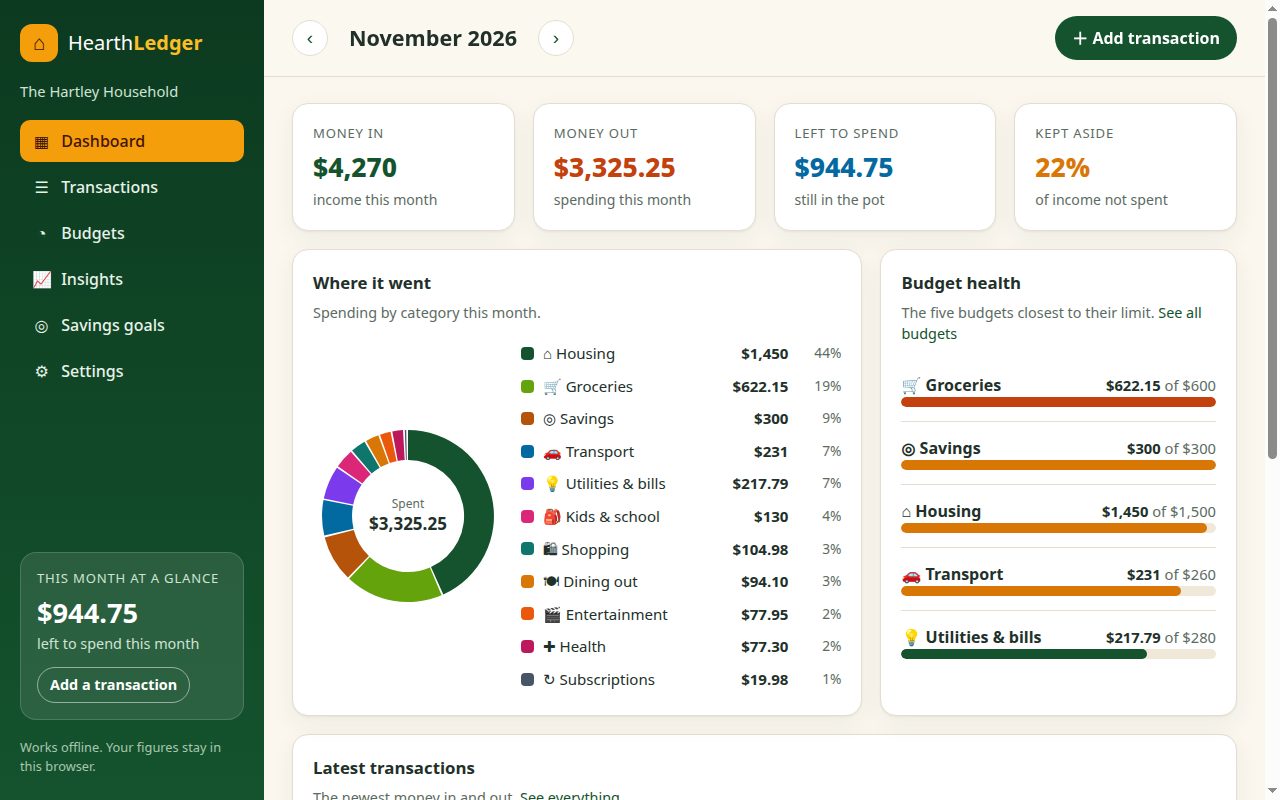 HearthLedger
The Hartley Household
Dashboard
Transactions
Budgets
Insights
Savings goals
Settings
THIS MONTH AT A GLANCE
$944.75
left to spend this month
Add a transaction
Works offline. Your figures stay in
this browser.
‹ November 2026 ›
+ Add transaction
MONEY IN
$4,270
income this month
MONEY OUT
$3,325.25
spending this month
LEFT TO SPEND
$944.75
still in the pot
KEPT ASIDE
22%
of income not spent
Where it went
Spending by category this month.
Spent
$3,325.25
Housing $1,450 44%
Groceries $622.15 19%
Savings $300 9%
Transport $231 7%
Utilities & bills $217.79 7%
Kids & school $130 4%
Shopping $104.98 3%
Dining out $94.10 3%
Entertainment $77.95 2%
Health $77.30 2%
Subscriptions $19.98 1%
Budget health
The five budgets closest to their limit. See all
budgets
Groceries $622.15 of $600
Savings $300 of $300
Housing $1,450 of $1,500
Transport $231 of $260
Utilities & bills $217.79 of $280
Latest transactions
The newest money in and out. See everything